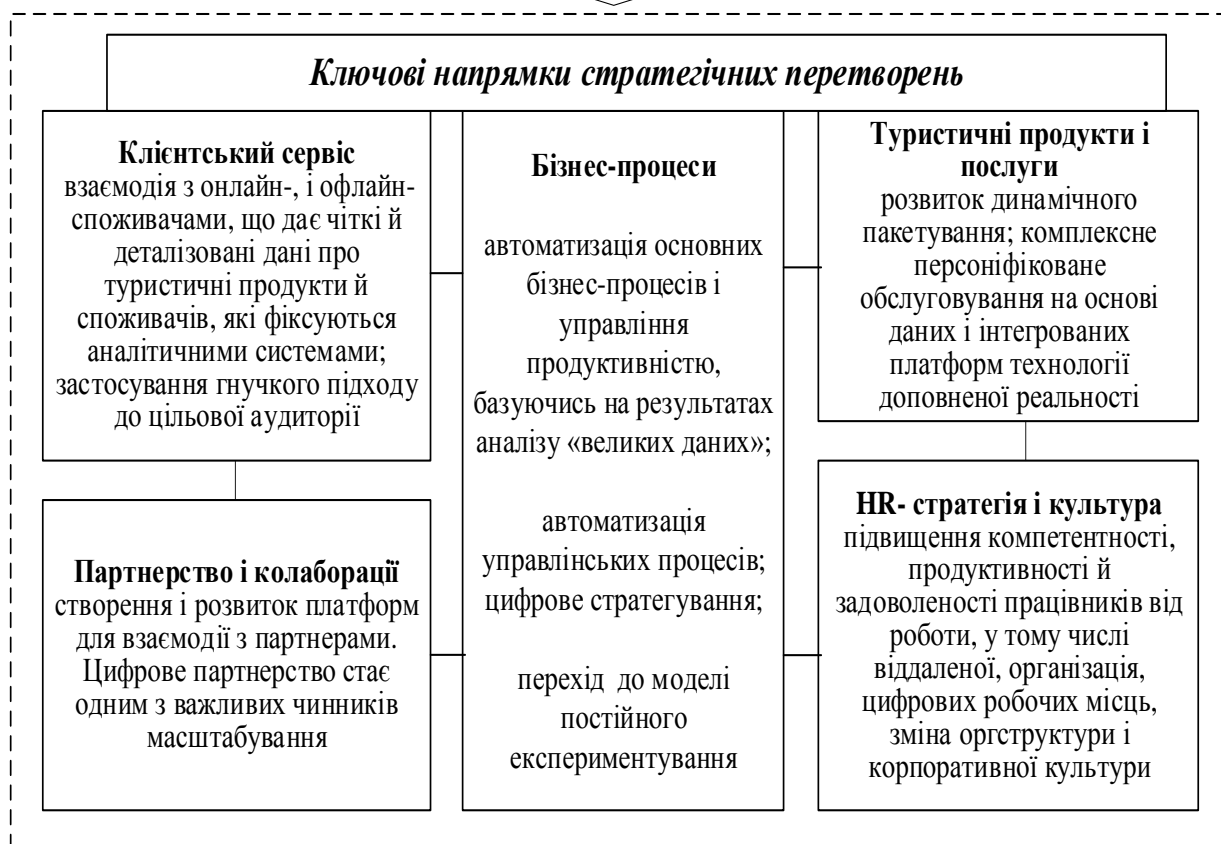 Ключові напрямки стратегічних перетворень
Клієнтський сервіс
взаємодія з онлайн-, і офлайн-
споживачами, що дає чіткі й
деталізовані дані про
туристичні продукти й
споживачів, які фіксуються
аналітичними системами;
застосування гнучкого підходу
до цільової аудиторії
Партнерство і колаборації
створення і розвиток платформ
для взаємодії з партнерами.
Цифрове партнерство стає
одним з важливих чинників
масштабування
Бізнес-процеси
автоматизація основних
бізнес-процесів і
управління
продуктивністю,
базуючись на результатах
аналізу «великих даних»;
автоматизація
управлінських процесів;
цифрове стратегування;
перехід до моделі
постійного
експериментування
Туристичні продукти і
послуги
розвиток динамічного
пакетування; комплексне
персоніфіковане
обслуговування на основі
даних і інтегрованих
платформ технології
доповненої реальності
HR- стратегія і культура
підвищення компетентності,
продуктивності й
задоволеності працівників від
роботи, у тому числі
віддаленої, організація,
цифрових робочих місць,
зміна оргструктури і
корпоративної культури